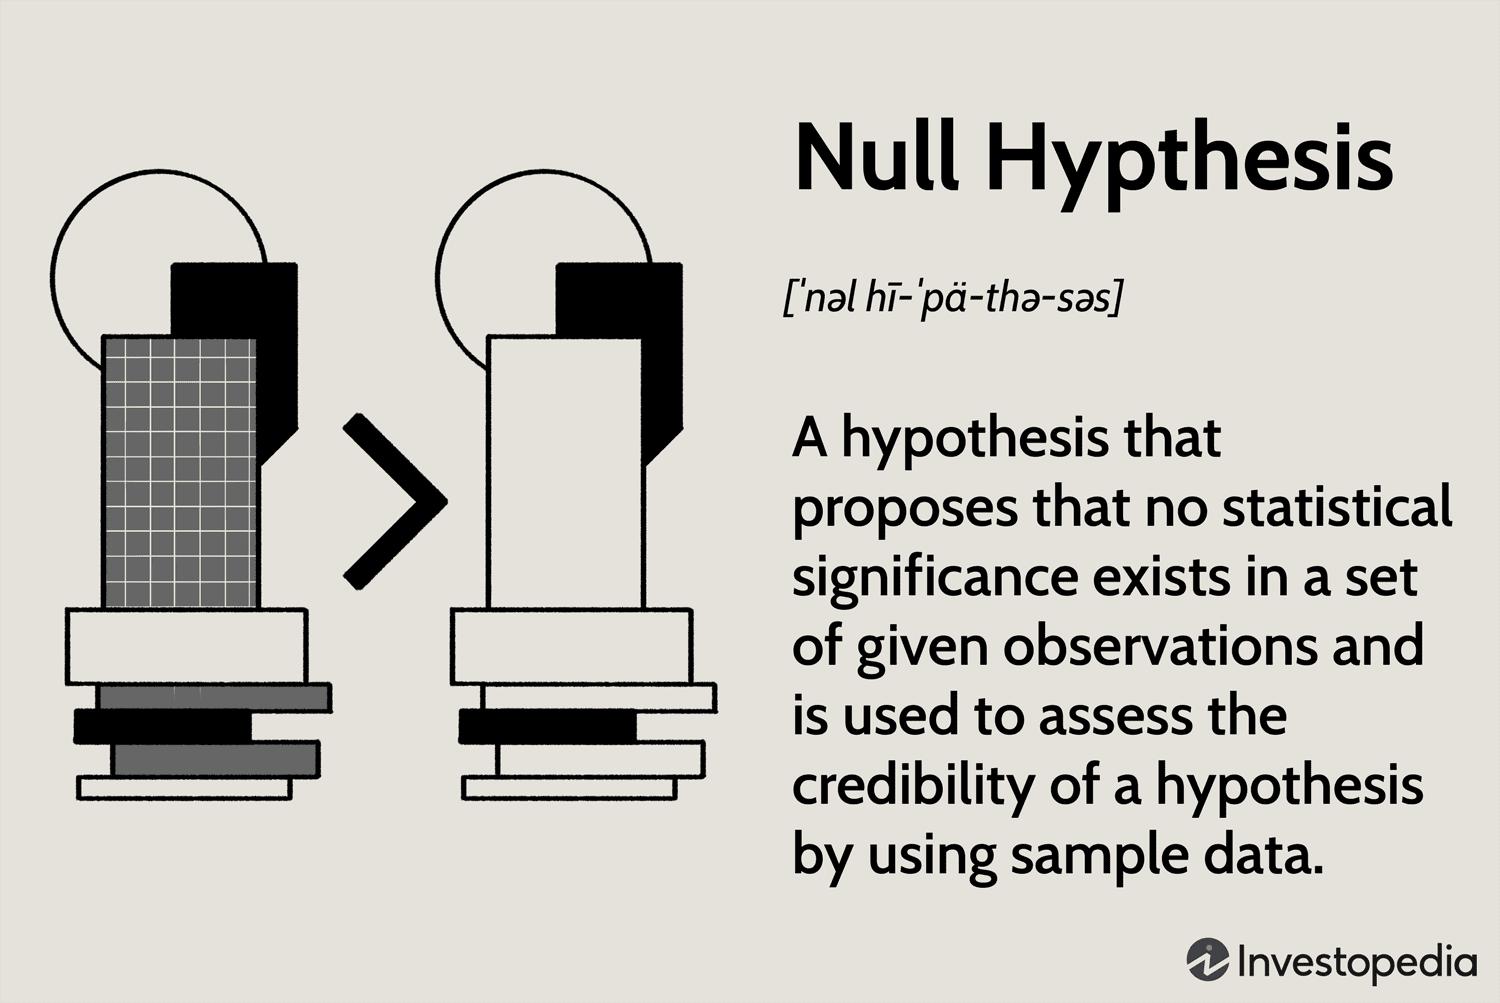 Null Hypthesis
[ˈnəl hī-ˈpä-thə-səs]
A hypothesis that
proposes that no statistical
significance exists in a set
of given observations and
is used to assess the
credibility of a hypothesis
by using sample data.
Investopedia